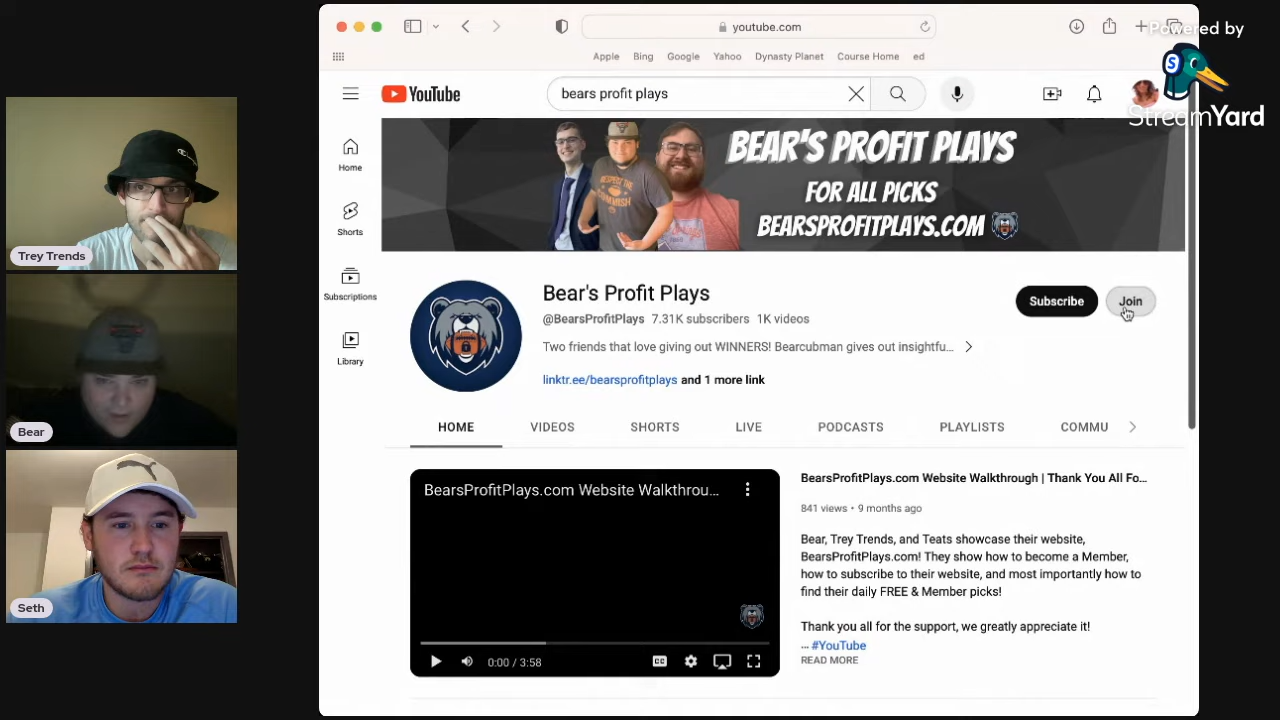 Powered by
StreamYard
youtube.com
Apple Bing Google Yahoo Dynasty Planet Course Home ed
YouTube
bears profit plays
Home
Shorts
Subscriptions
Library
BEAR'S PROFIT PLAYS
FOR ALL PICKS
BEARSPROFITPLAYS.COM
Bear's Profit Plays
@BearsProfitPlays 7.31K subscribers 1K videos
Two friends that love giving out WINNERS! Bearcubman gives out insightfu...
linktr.ee/bearsprofitplays and 1 more link
Subscribe
Join
HOME VIDEOS SHORTS LIVE PODCASTS PLAYLISTS COMMU
BearsProfitPlays.com Website Walkthrou...
0:00 / 3:58
BearsProfitPlays.com Website Walkthrough | Thank You All Fo...
841 views • 9 months ago
Bear, Trey Trends, and Teats showcase their website,
BearsProfitPlays.com! They show how to become a Member,
how to subscribe to their website, and most importantly how to
find their daily FREE & Member picks!
Thank you all for the support, we greatly appreciate it!
... #YouTube
READ MORE
Trey Trends
Bear
Seth